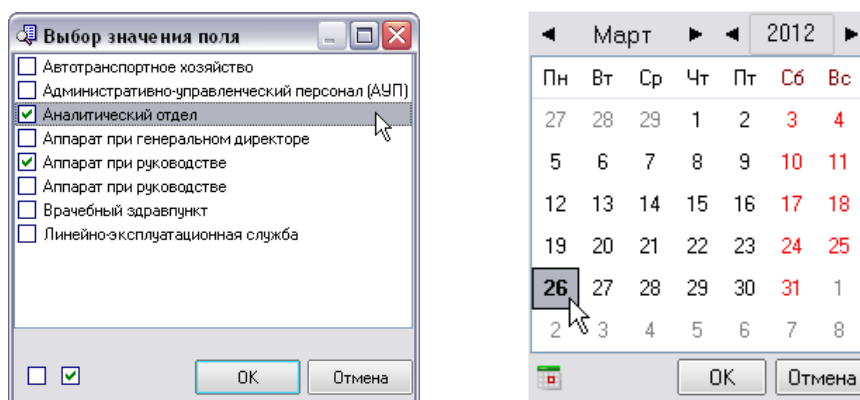 Выбор значения поля
Автотранспортное хозяйство
Административно-управленческий персонал (АУП)
Аналитический отдел
Аппарат при генеральном директоре
Аппарат при руководстве
Аппарат при руководстве
Врачебный здравпункт
Линейно-эксплуатационная служба
OK Отмена
Март 2012
Пн Вт Ср Чт Пт Сб Вс
27 28 29 1 2 3 4
5 6 7 8 9 10 11
12 13 14 15 16 17 18
19 20 21 22 23 24 25
26 27 28 29 30 31 1
2 3 4 5 6 7 8
OK Отмена